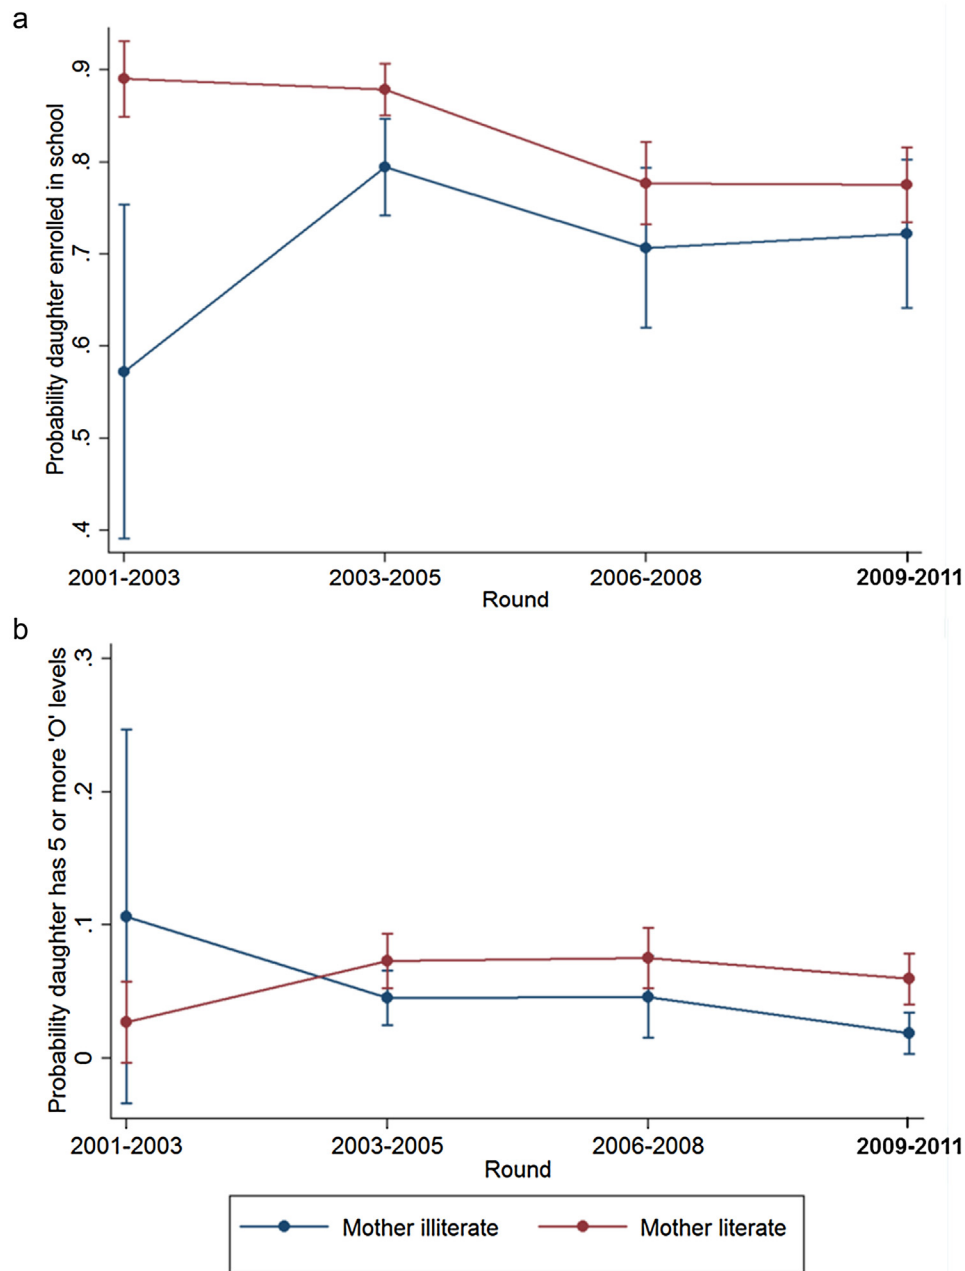 a
Probability daughter enrolled in school
.9
.8
.7
.6
.5
.4
2001-2003 2003-2005 2006-2008 2009-2011
Round
b
Probability daughter has 5 or more 'O' levels
.3
.2
.1
0
2001-2003 2003-2005 2006-2008 2009-2011
Round
Mother illiterate Mother literate